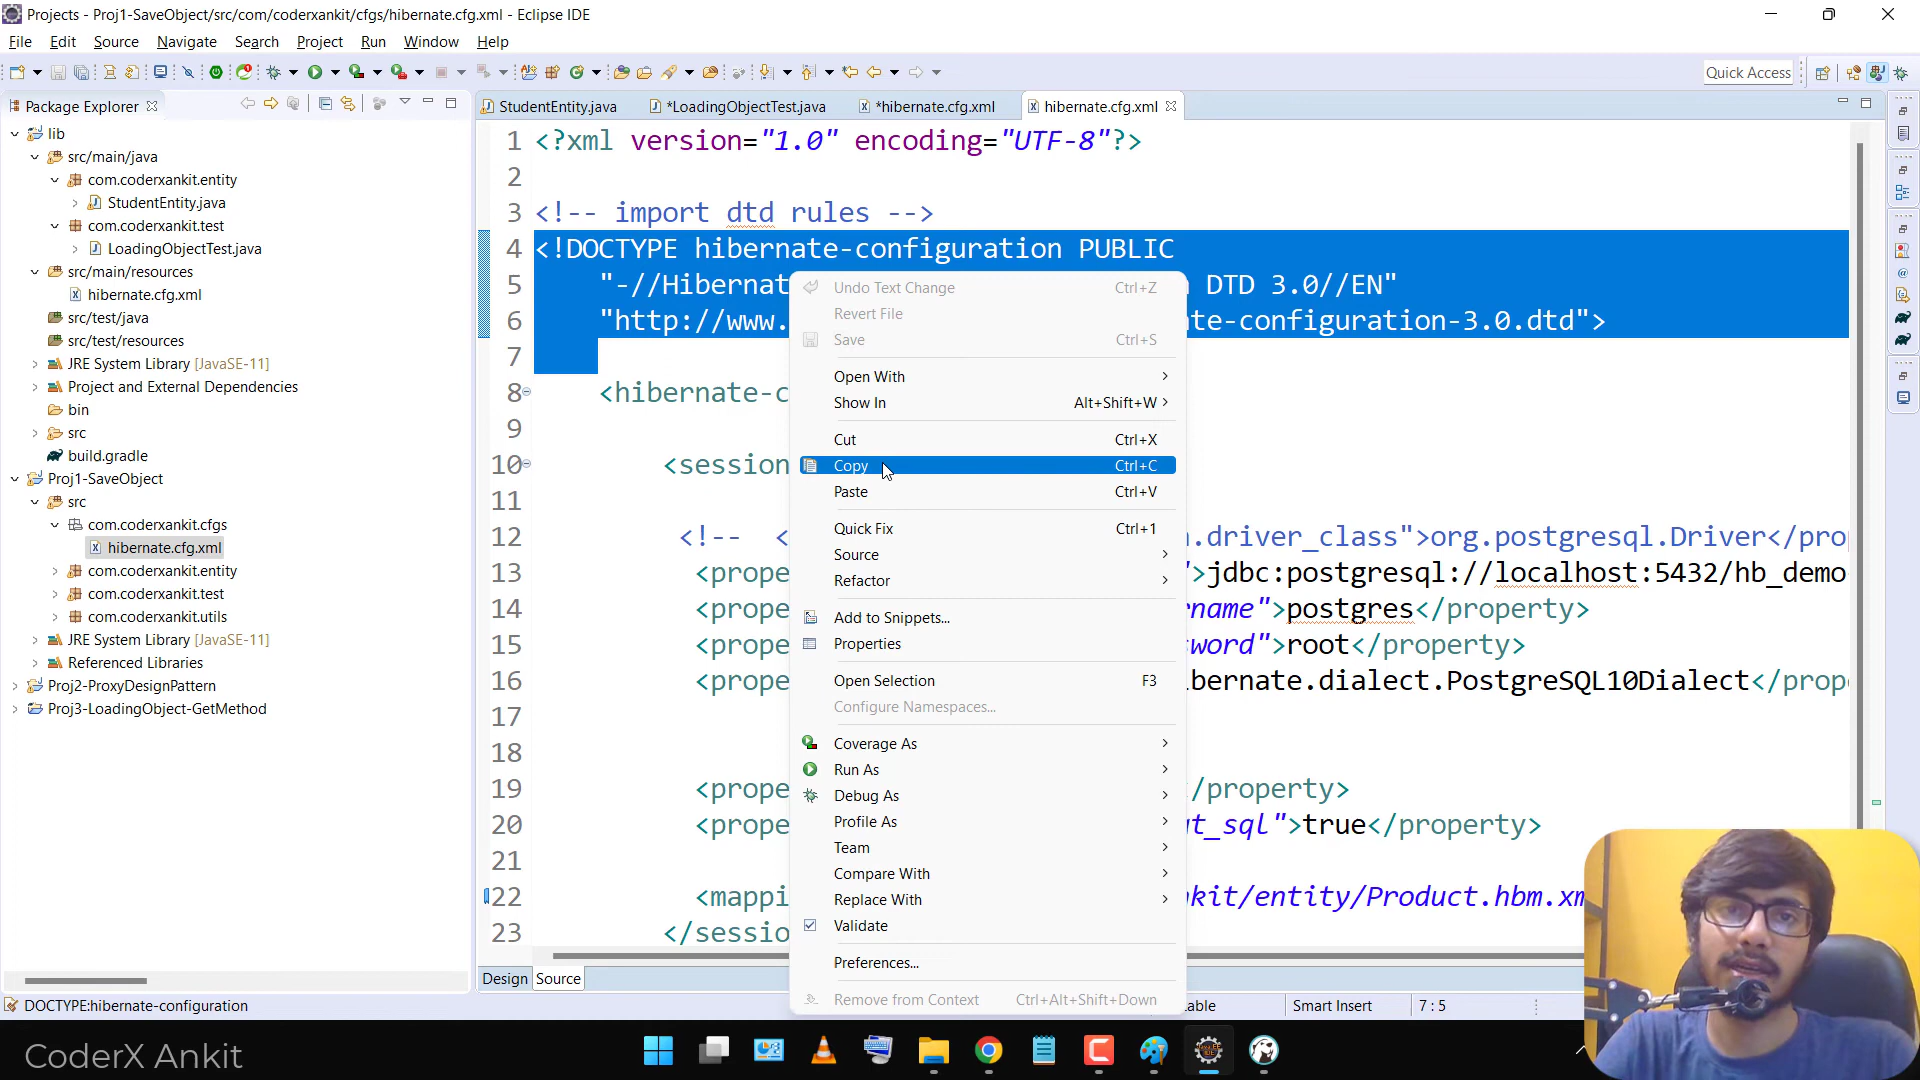 Projects - Proj1-SaveObject/src/com/coderxankit/cfgs/hibernate.cfg.xml - Eclipse IDE
File Edit Source Navigate Search Project Run Window Help
Quick Access
Package Explorer
StudentEntity.java *LoadingObjectTest.java *hibernate.cfg.xml hibernate.cfg.xml
lib
src/main/java
com.coderxankit.entity
StudentEntity.java
com.coderxankit.test
LoadingObjectTest.java
src/main/resources
hibernate.cfg.xml
src/test/java
src/test/resources
JRE System Library [JavaSE-11]
Project and External Dependencies
bin
src
build.gradle
Proj1-SaveObject
src
com.coderxankit.cfgs
hibernate.cfg.xml
com.coderxankit.entity
com.coderxankit.test
com.coderxankit.utils
JRE System Library [JavaSE-11]
Referenced Libraries
Proj2-ProxyDesignPattern
Proj3-LoadingObject-GetMethod
1 <?xml version="1.0" encoding="UTF-8"?>
2
3 <!-- import dtd rules -->
4 <!DOCTYPE hibernate-configuration PUBLIC
5 "-//Hibernat DTD 3.0//EN"
6 "http://www. te-configuration-3.0.dtd">
7
8 <hibernate-c
9
10 <session
11
12 <!-- < .driver_class">org.postgresql.Driver</pro
13 <prope ">jdbc:postgresql://localhost:5432/hb_demo
14 <prope name">postgres</property>
15 <prope sword">root</property>
16 <prope bernate.dialect.PostgreSQL10Dialect</prop
17
18
19 <prope /property>
20 <prope t_sql">true</property>
21
22 <mappi kit/entity/Product.hbm.xm
23 </sessio
Undo Text Change Ctrl+Z
Revert File
Save Ctrl+S
Open With
Show In Alt+Shift+W
Cut Ctrl+X
Copy Ctrl+C
Paste Ctrl+V
Quick Fix Ctrl+1
Source
Refactor
Add to Snippets...
Properties
Open Selection F3
Configure Namespaces...
Coverage As
Run As
Debug As
Profile As
Team
Compare With
Replace With
Validate
Preferences...
Remove from Context Ctrl+Alt+Shift+Down
Design Source
DOCTYPE:hibernate-configuration
able Smart Insert 7 : 5
CoderX Ankit